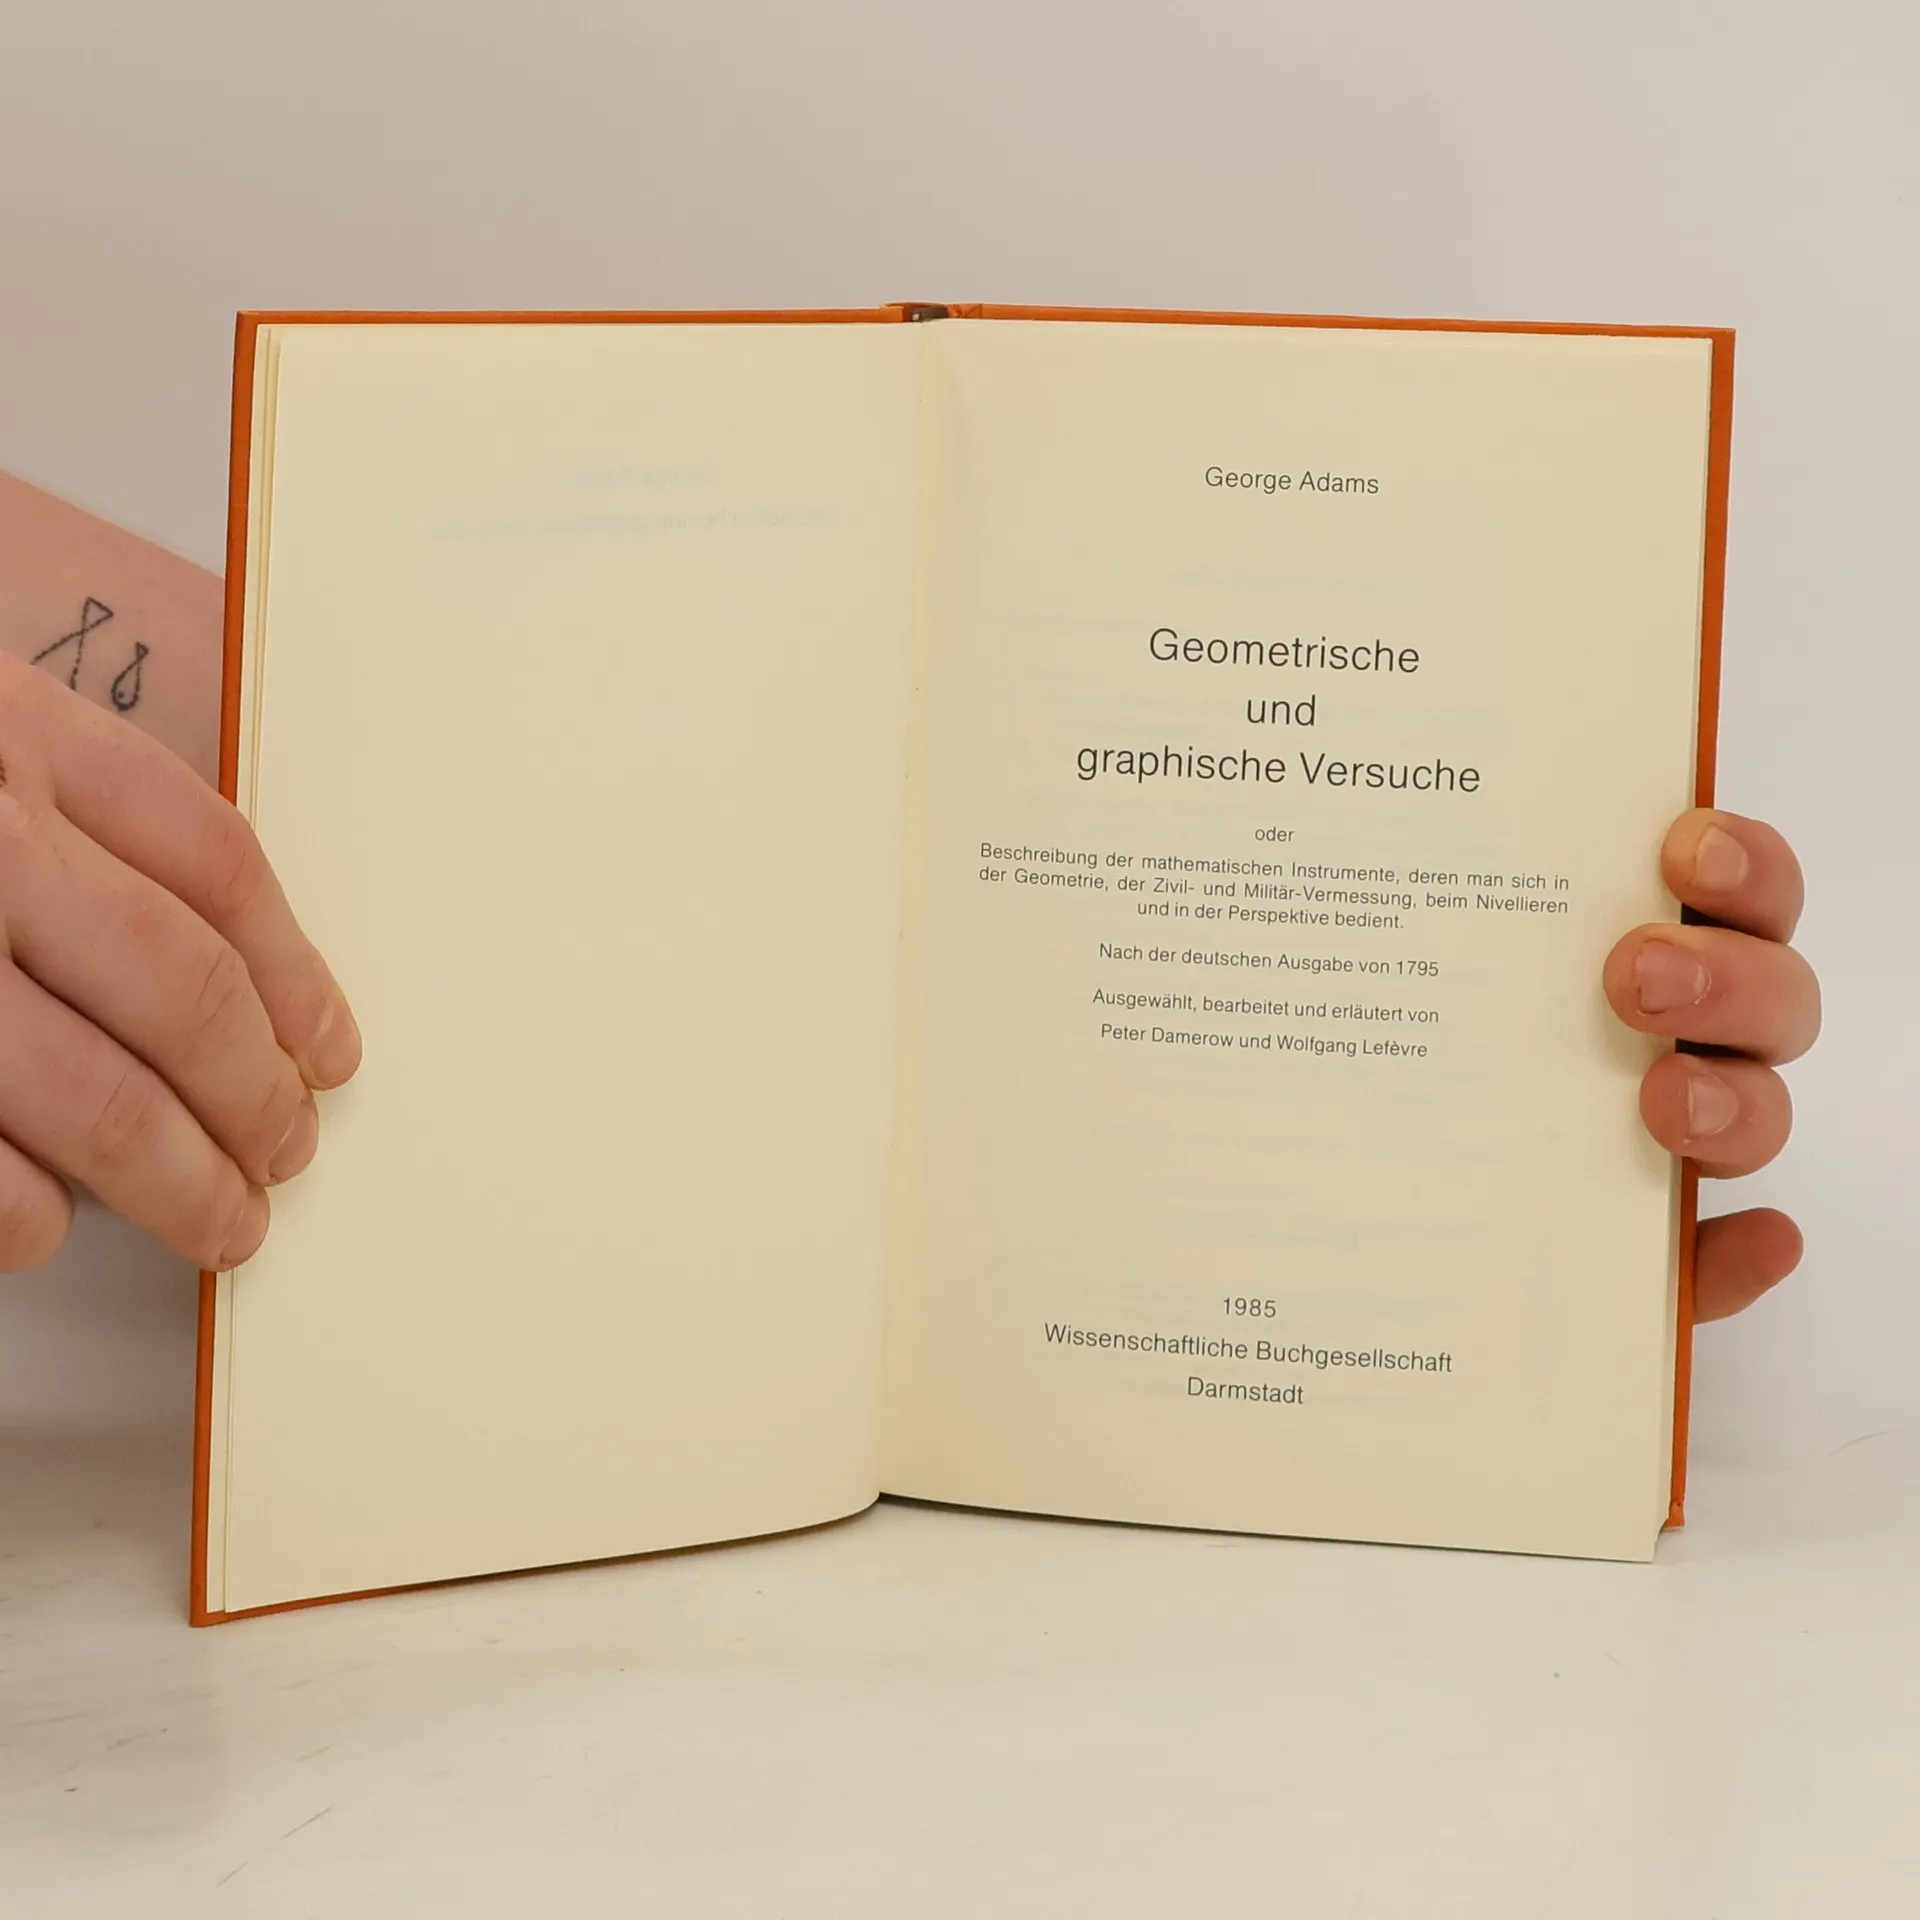 George Adams
Geometrische
und
graphische Versuche
oder
Beschreibung der mathematischen Instrumente, deren man sich in
der Geometrie, der Zivil- und Militär-Vermessung, beim Nivellieren
und in der Perspektive bedient.
Nach der deutschen Ausgabe von 1795
Ausgewählt, bearbeitet und erläutert von
Peter Damerow und Wolfgang Lefèvre
1985
Wissenschaftliche Buchgesellschaft
Darmstadt